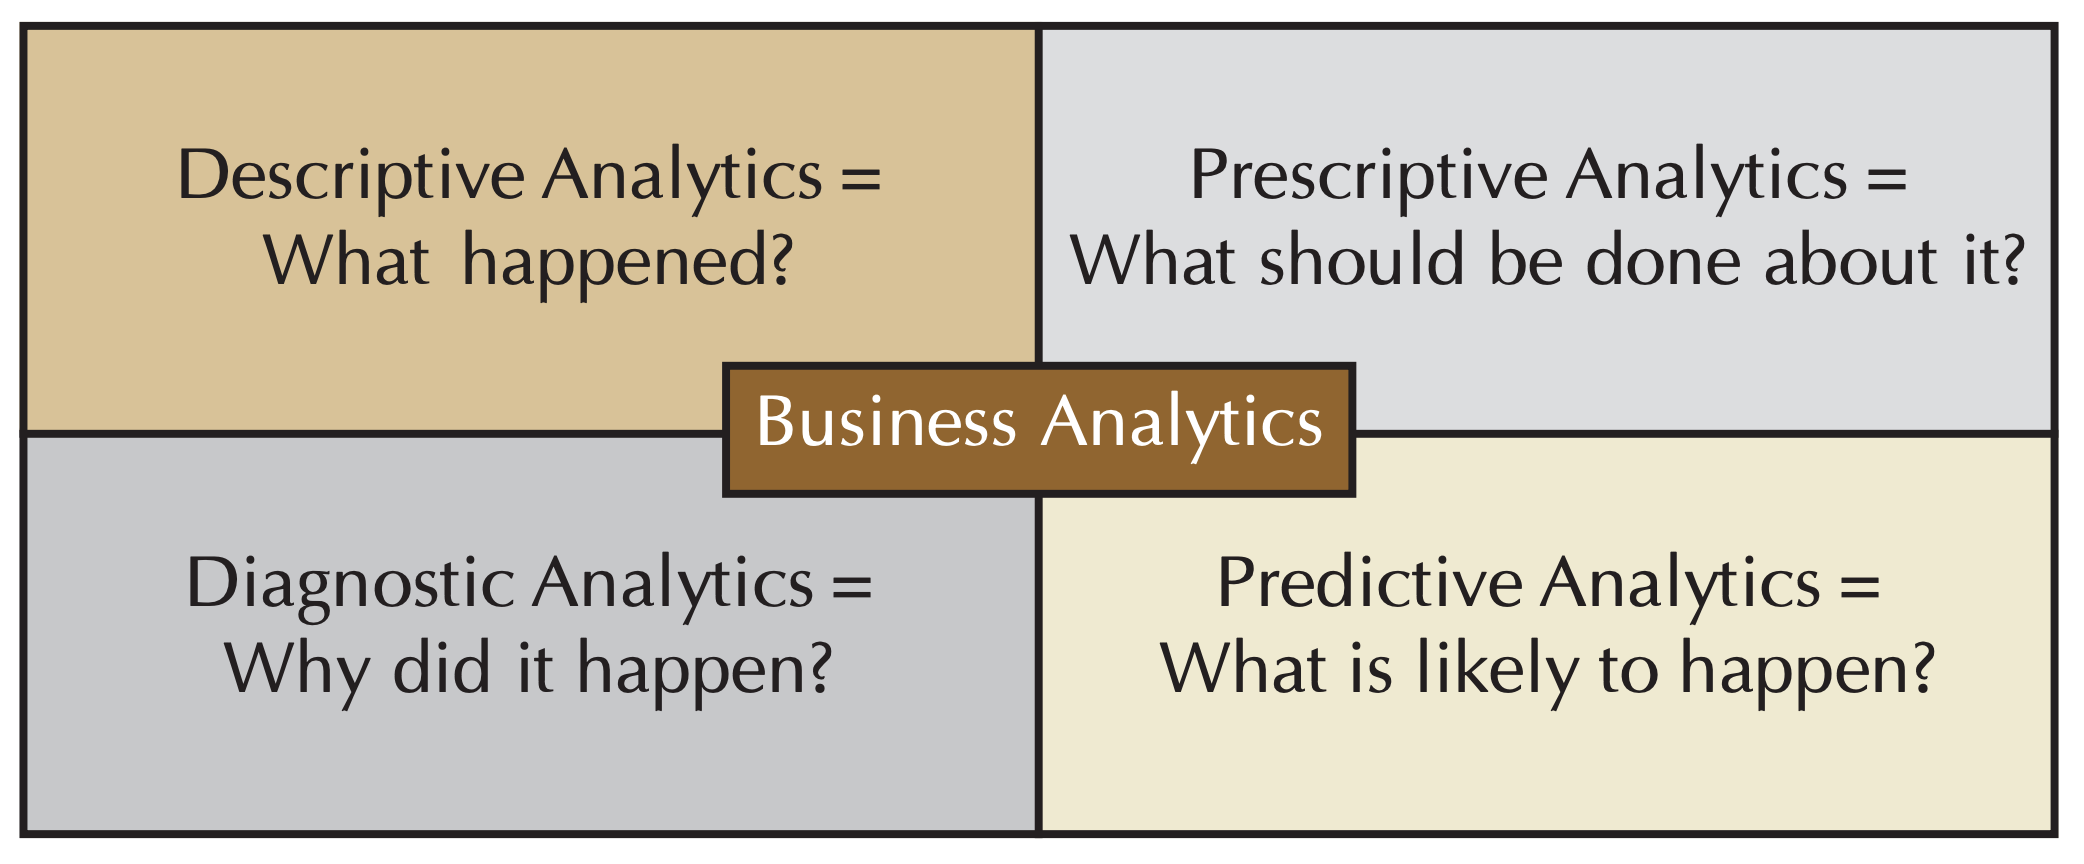 Descriptive Analytics =
What happened?
Prescriptive Analytics =
What should be done about it?
Business Analytics
Diagnostic Analytics =
Why did it happen?
Predictive Analytics =
What is likely to happen?